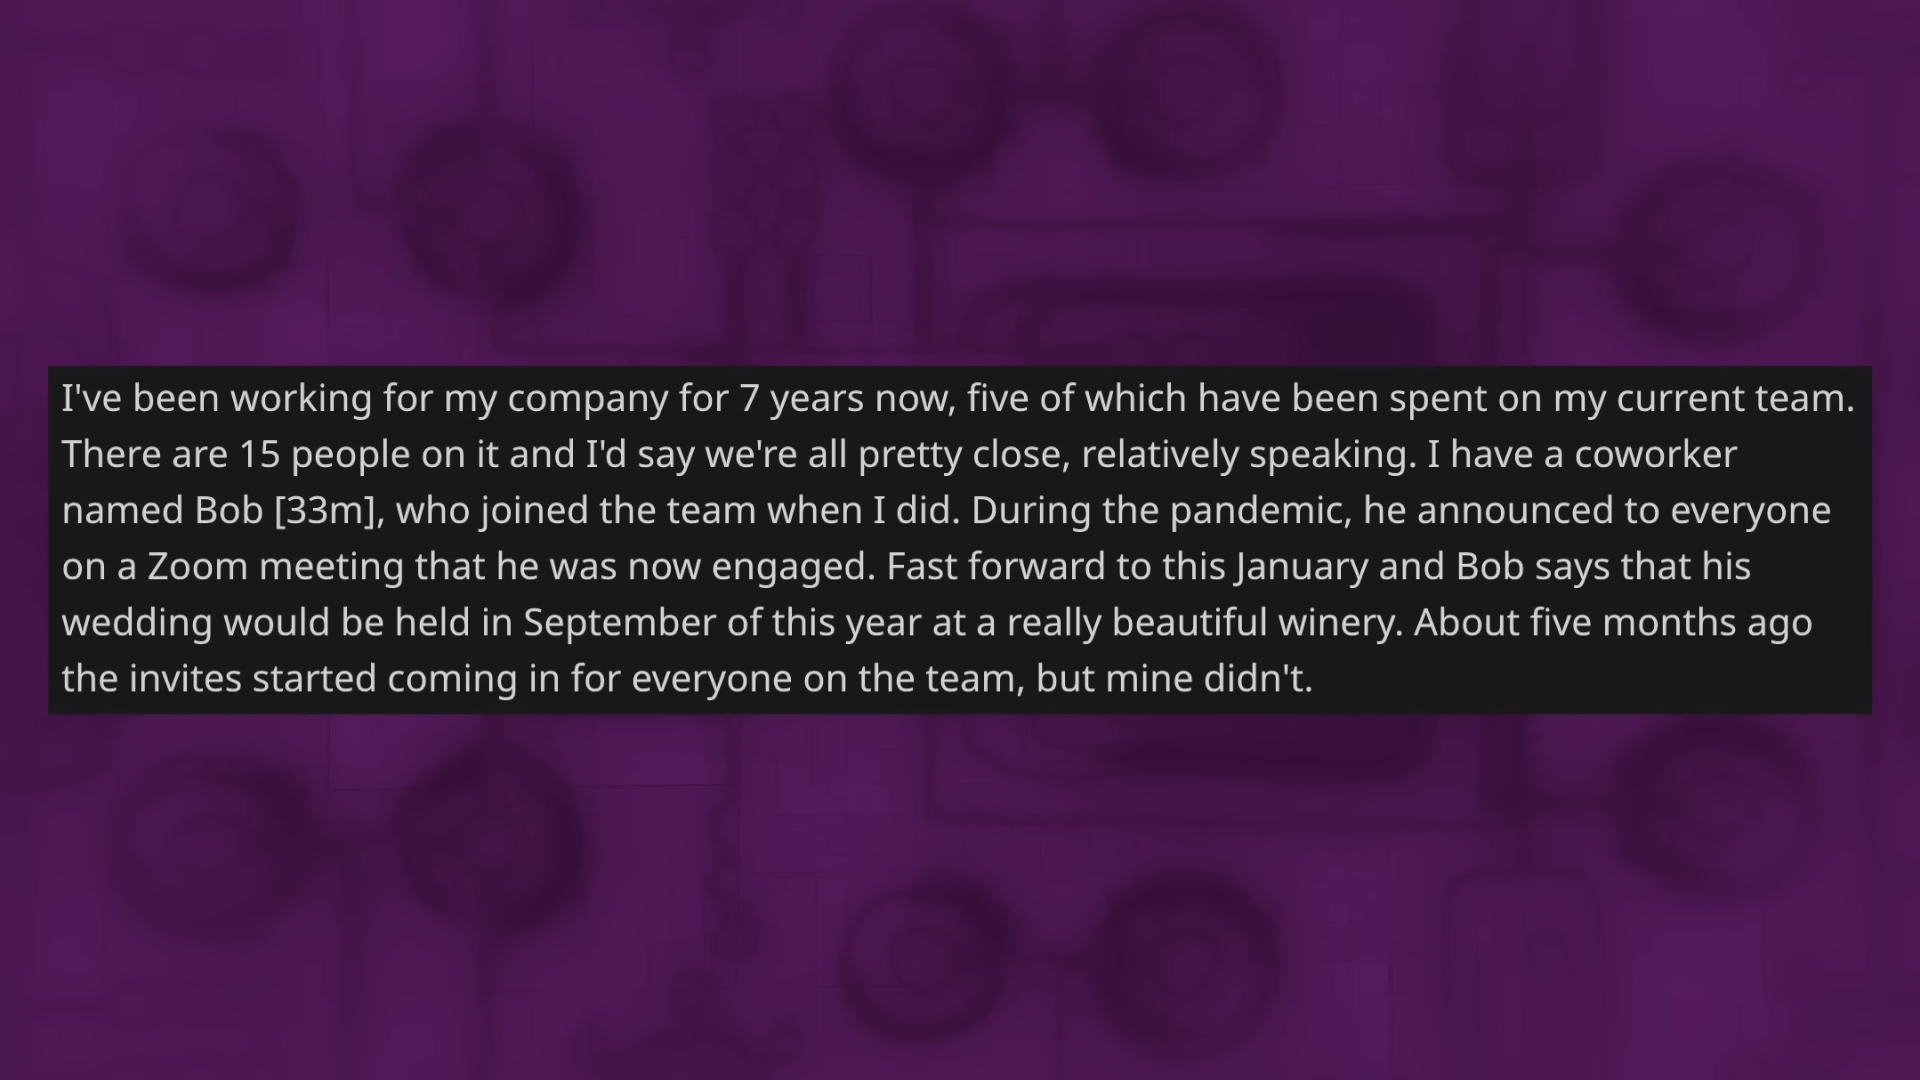 I've been working for my company for 7 years now, five of which have been spent on my current team.
There are 15 people on it and I'd say we're all pretty close, relatively speaking. I have a coworker
named Bob [33m], who joined the team when I did. During the pandemic, he announced to everyone
on a Zoom meeting that he was now engaged. Fast forward to this January and Bob says that his
wedding would be held in September of this year at a really beautiful winery. About five months ago
the invites started coming in for everyone on the team, but mine didn't.